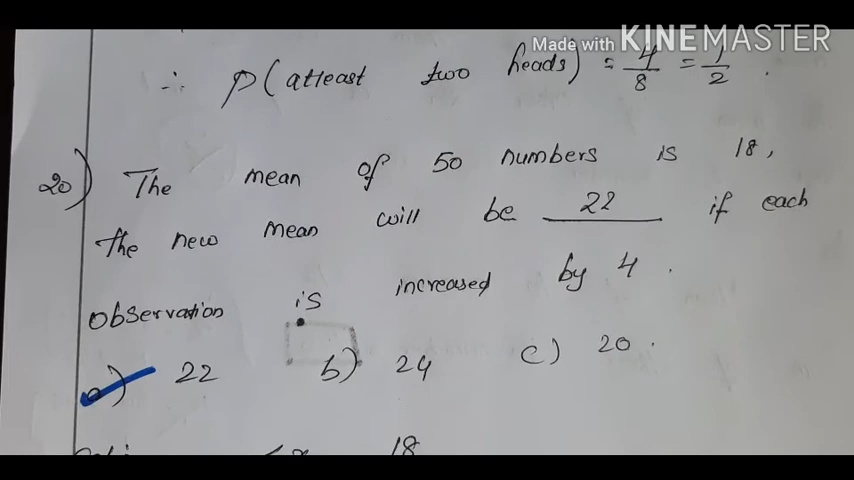 Made with KINEMASTER
∴ P(atleast two heads) = 4/8 = 1/2 .
20) The mean of 50 numbers is 18,
the new mean will be 22 if each
observation is increased by 4 .
a) 22 b) 24 c) 20 .
18